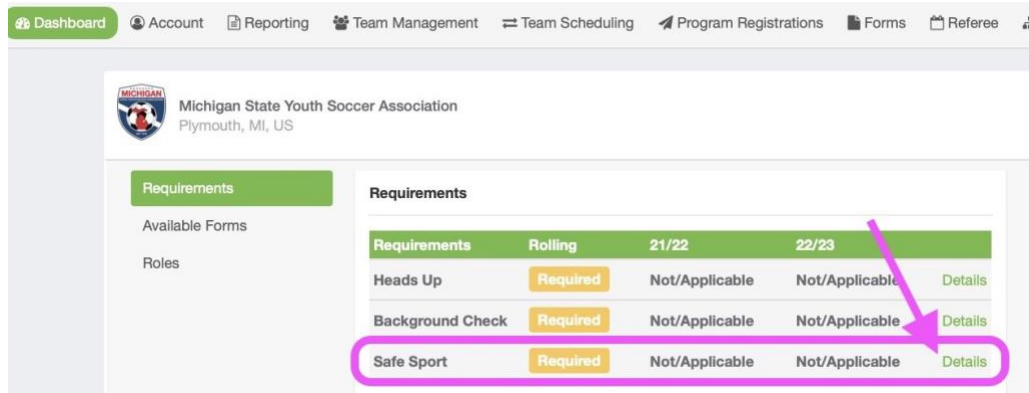 Dashboard Account Reporting Team Management Team Scheduling Program Registrations Forms Referee
MICHIGAN
Michigan State Youth Soccer Association
Plymouth, MI, US
Requirements
Available Forms
Roles
Requirements
Requirements Rolling 21/22 22/23
Heads Up Required Not/Applicable Not/Applicable Details
Background Check Required Not/Applicable Not/Applicable Details
Safe Sport Required Not/Applicable Not/Applicable Details